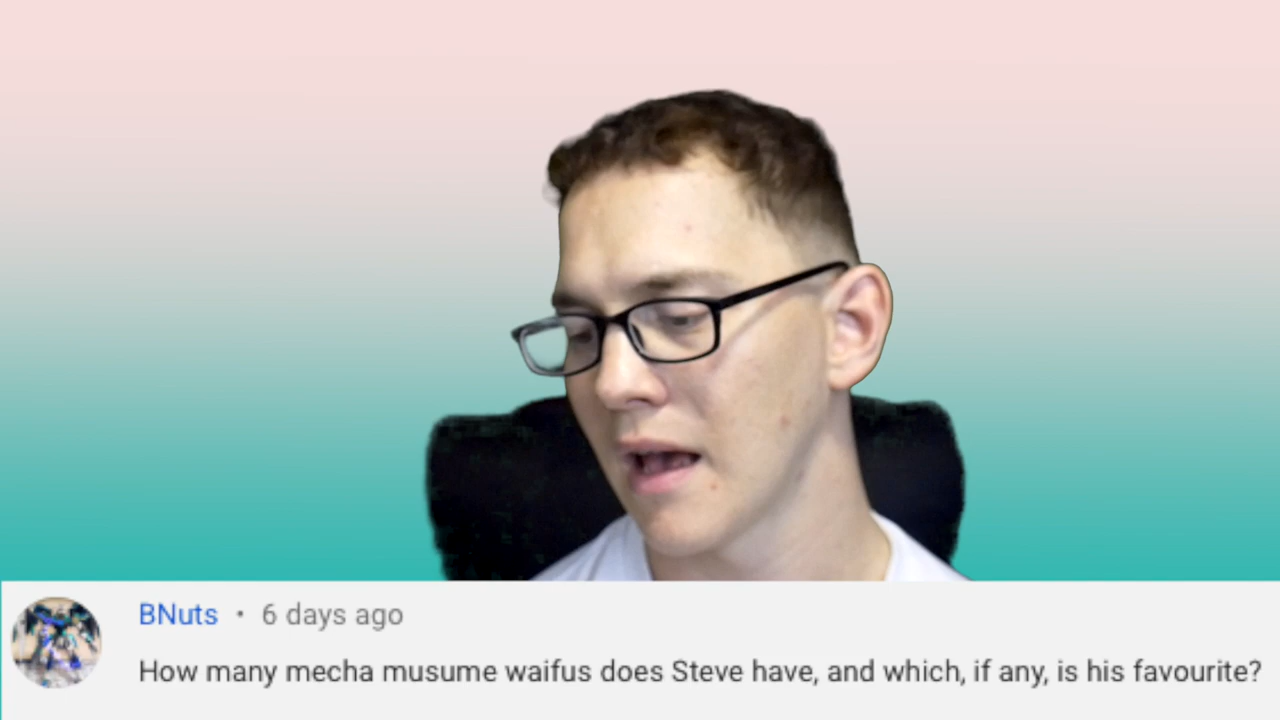 BNuts • 6 days ago
How many mecha musume waifus does Steve have, and which, if any, is his favourite?